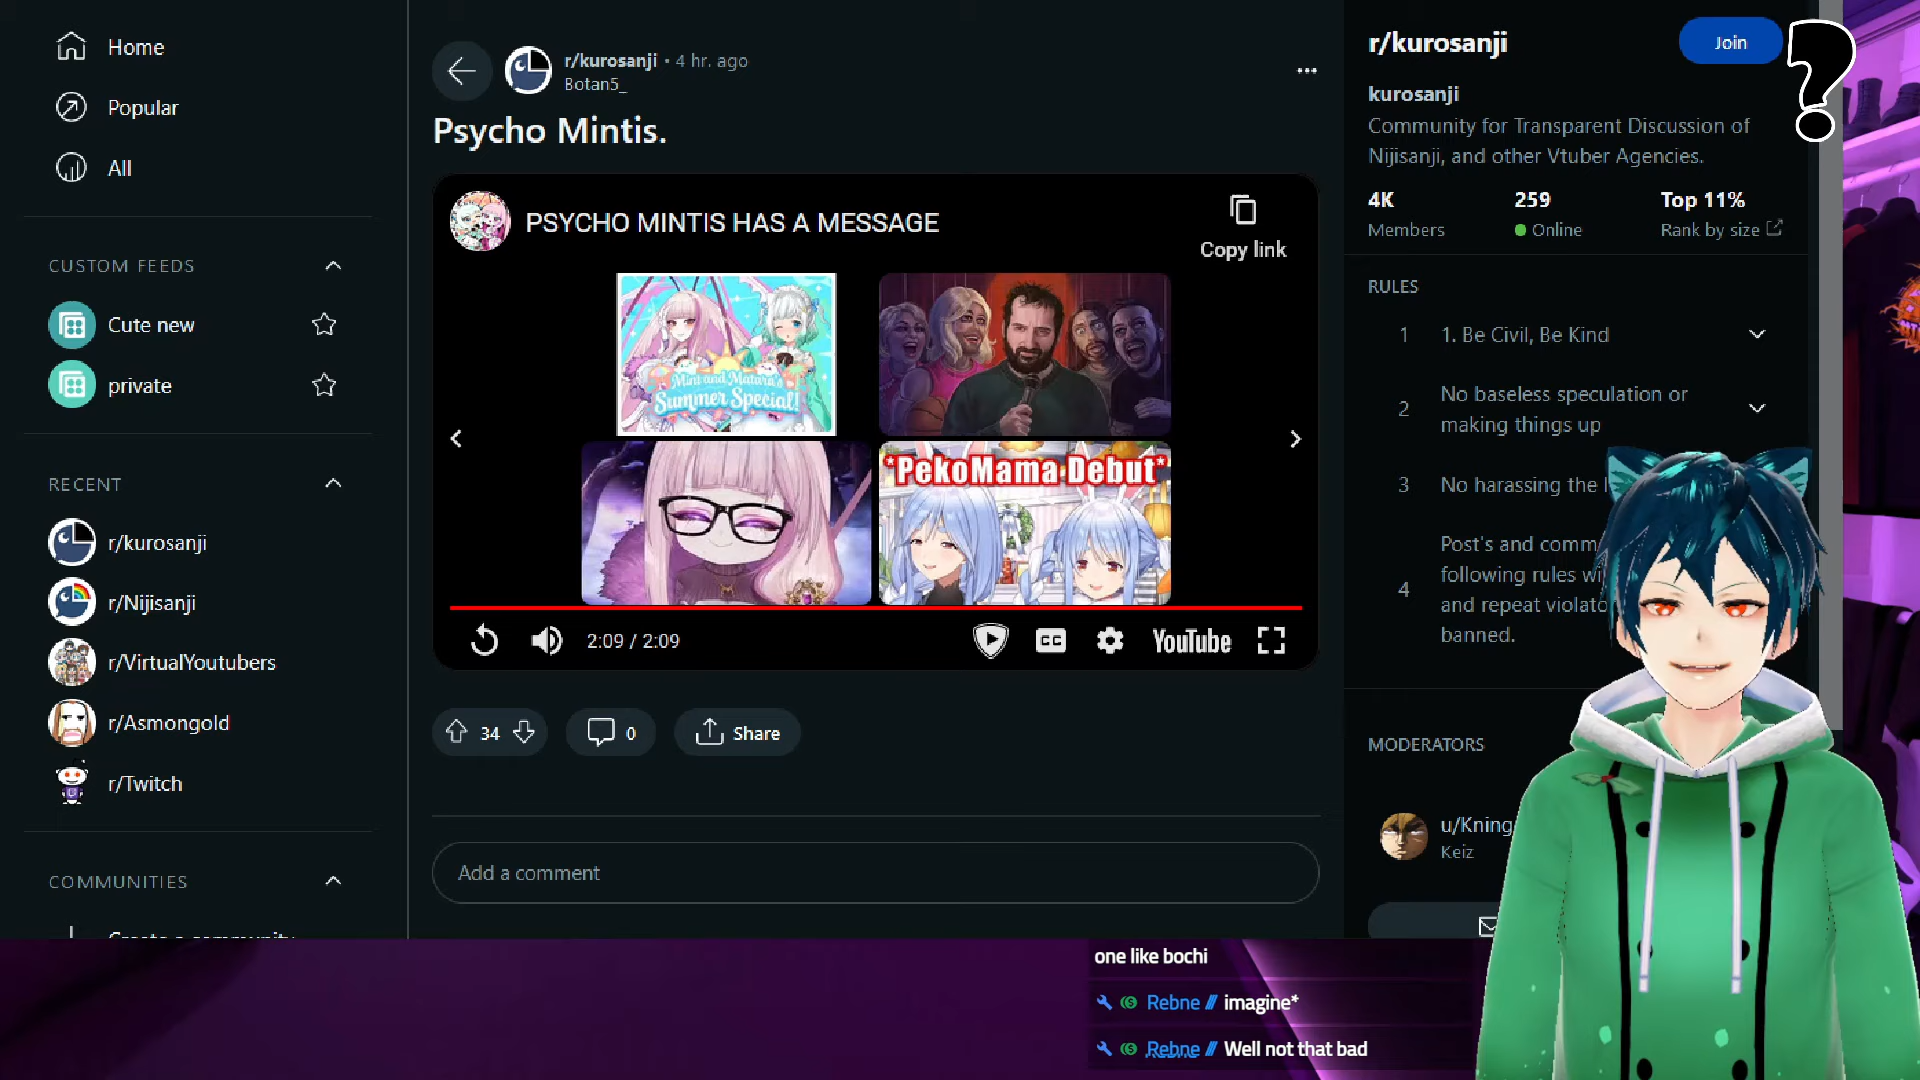 Home
Popular
All
CUSTOM FEEDS
Cute new
private
RECENT
r/kurosanji
r/Nijisanji
r/VirtualYoutubers
r/Asmongold
r/Twitch
COMMUNITIES
Create a community
r/kurosanji • 4 hr. ago
Botan5_
Psycho Mintis.
PSYCHO MINTIS HAS A MESSAGE
Copy link
Mint and Matara's
Summer Special!
*PekoMama Debut*
2:09 / 2:09
CC
YouTube
34
0
Share
Add a comment
r/kurosanji
Join
?
kurosanji
Community for Transparent Discussion of
Nijisanji, and other Vtuber Agencies.
4K
259
Top 11%
Members
Online
Rank by size
RULES
1
1. Be Civil, Be Kind
2
No baseless speculation or
making things up
3
No harassing the
4
Post's and comm
following rules wi
and repeat violato
banned.
MODERATORS
u/Kning
Keiz
one like bochi
Rebne // imagine*
Rebne // Well not that bad